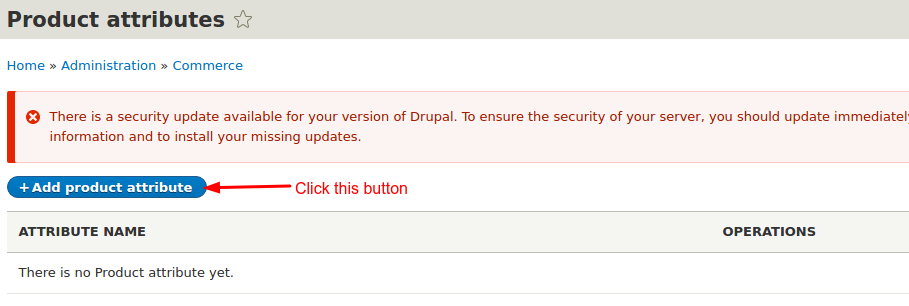 Product attributes
Home » Administration » Commerce
There is a security update available for your version of Drupal. To ensure the security of your server, you should update immediately
information and to install your missing updates.
+Add product attribute
Click this button
ATTRIBUTE NAME OPERATIONS
There is no Product attribute yet.